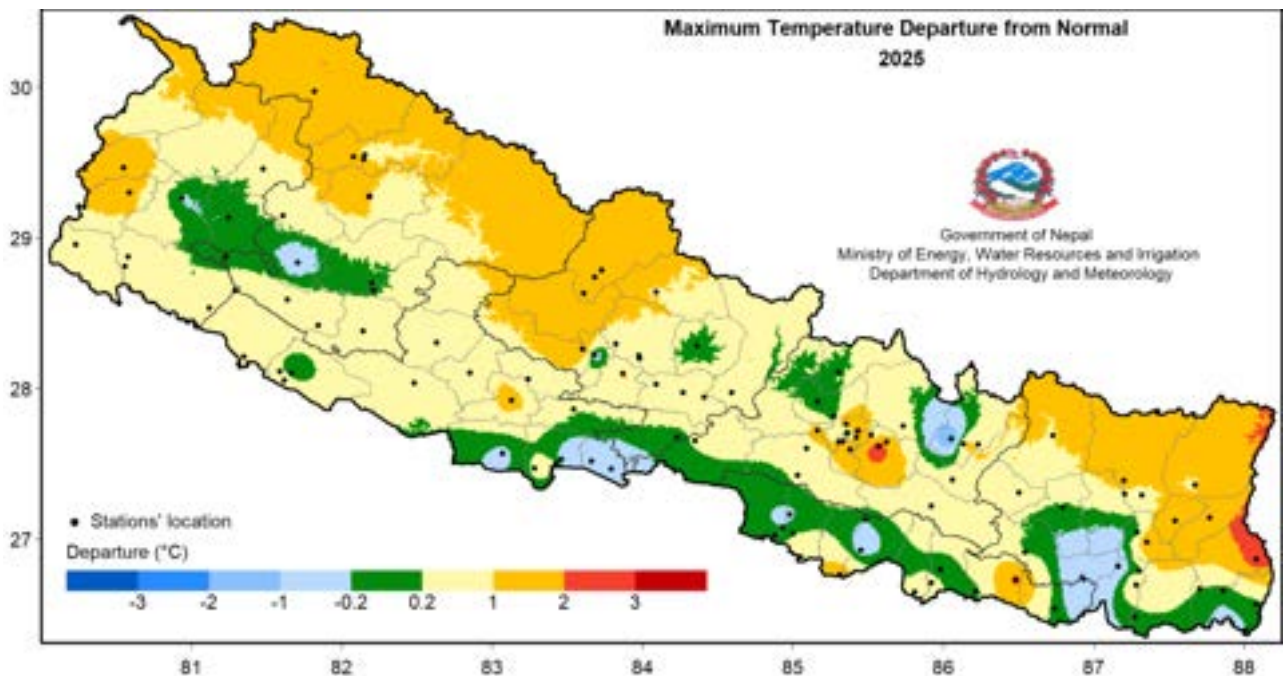 Maximum Temperature Departure from Normal
2025
30
Government of Nepal
Ministry of Energy, Water Resources and Irrigation
Department of Hydrology and Meteorology
29
28
27
Stations' location
Departure (°C)
-3 -2 -1 -0.2 0.2 1 2 3
81 82 83 84 85 86 87 88